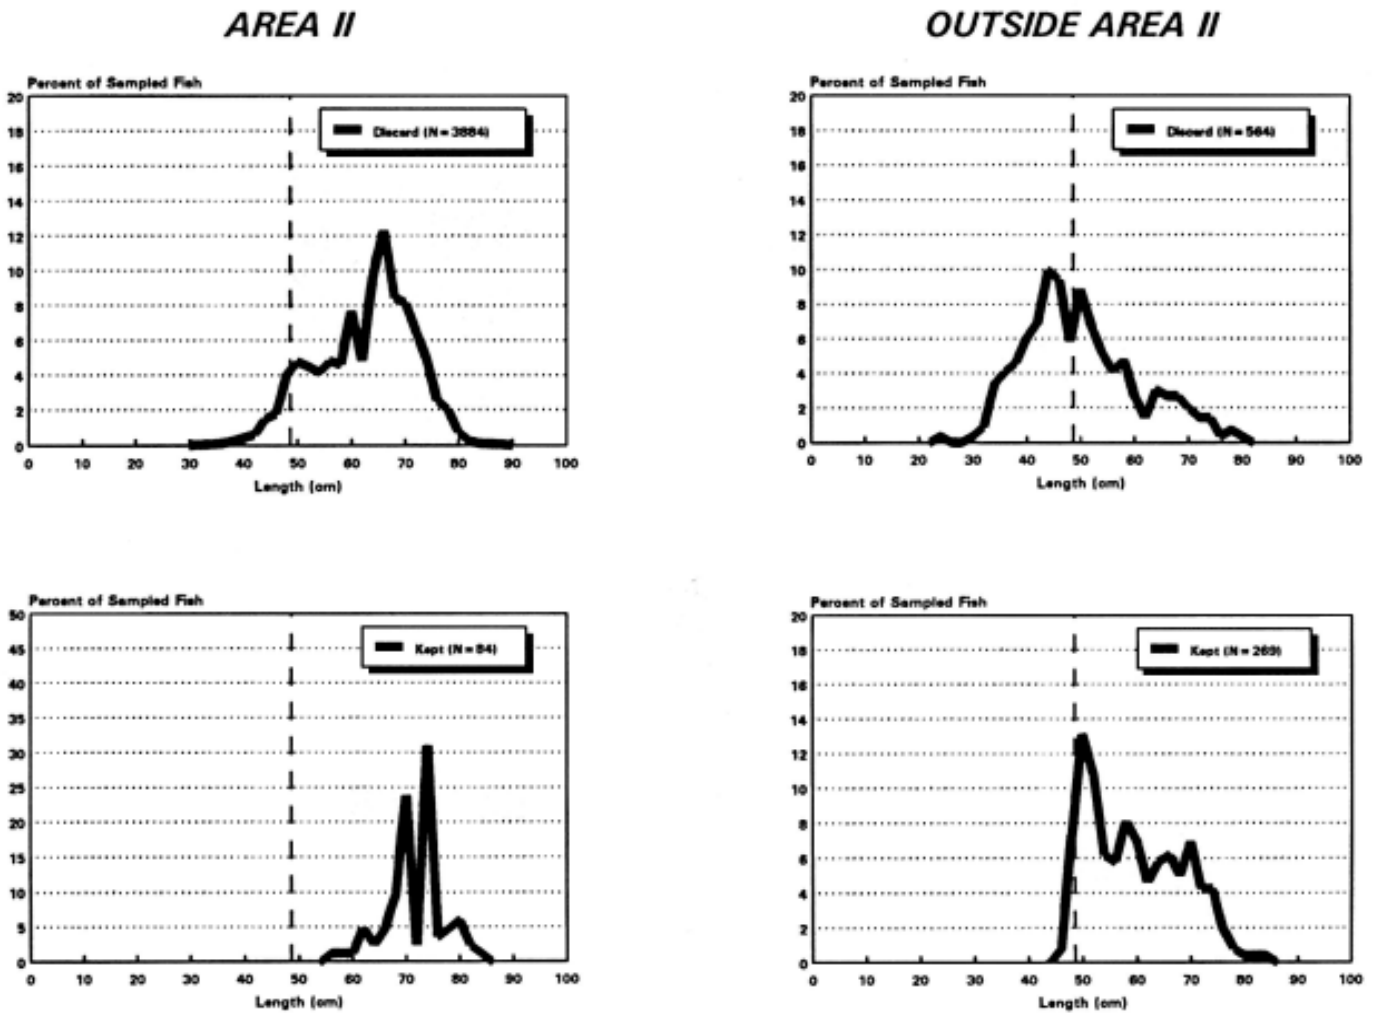 AREA II
OUTSIDE AREA II
Percent of Sampled Fish
20
18
16
14
12
10
8
6
4
2
0
Discard (N = 3884)
0 10 20 30 40 50 60 70 80 90 100
Length (cm)
Percent of Sampled Fish
20
18
16
14
12
10
8
6
4
2
0
Discard (N = 564)
0 10 20 30 40 50 60 70 80 90 100
Length (cm)
Percent of Sampled Fish
50
45
40
35
30
25
20
15
10
5
0
Kept (N = 84)
0 10 20 30 40 50 60 70 80 90 100
Length (cm)
Percent of Sampled Fish
20
18
16
14
12
10
8
6
4
2
0
Kept (N = 269)
0 10 20 30 40 50 60 70 80 90 100
Length (cm)